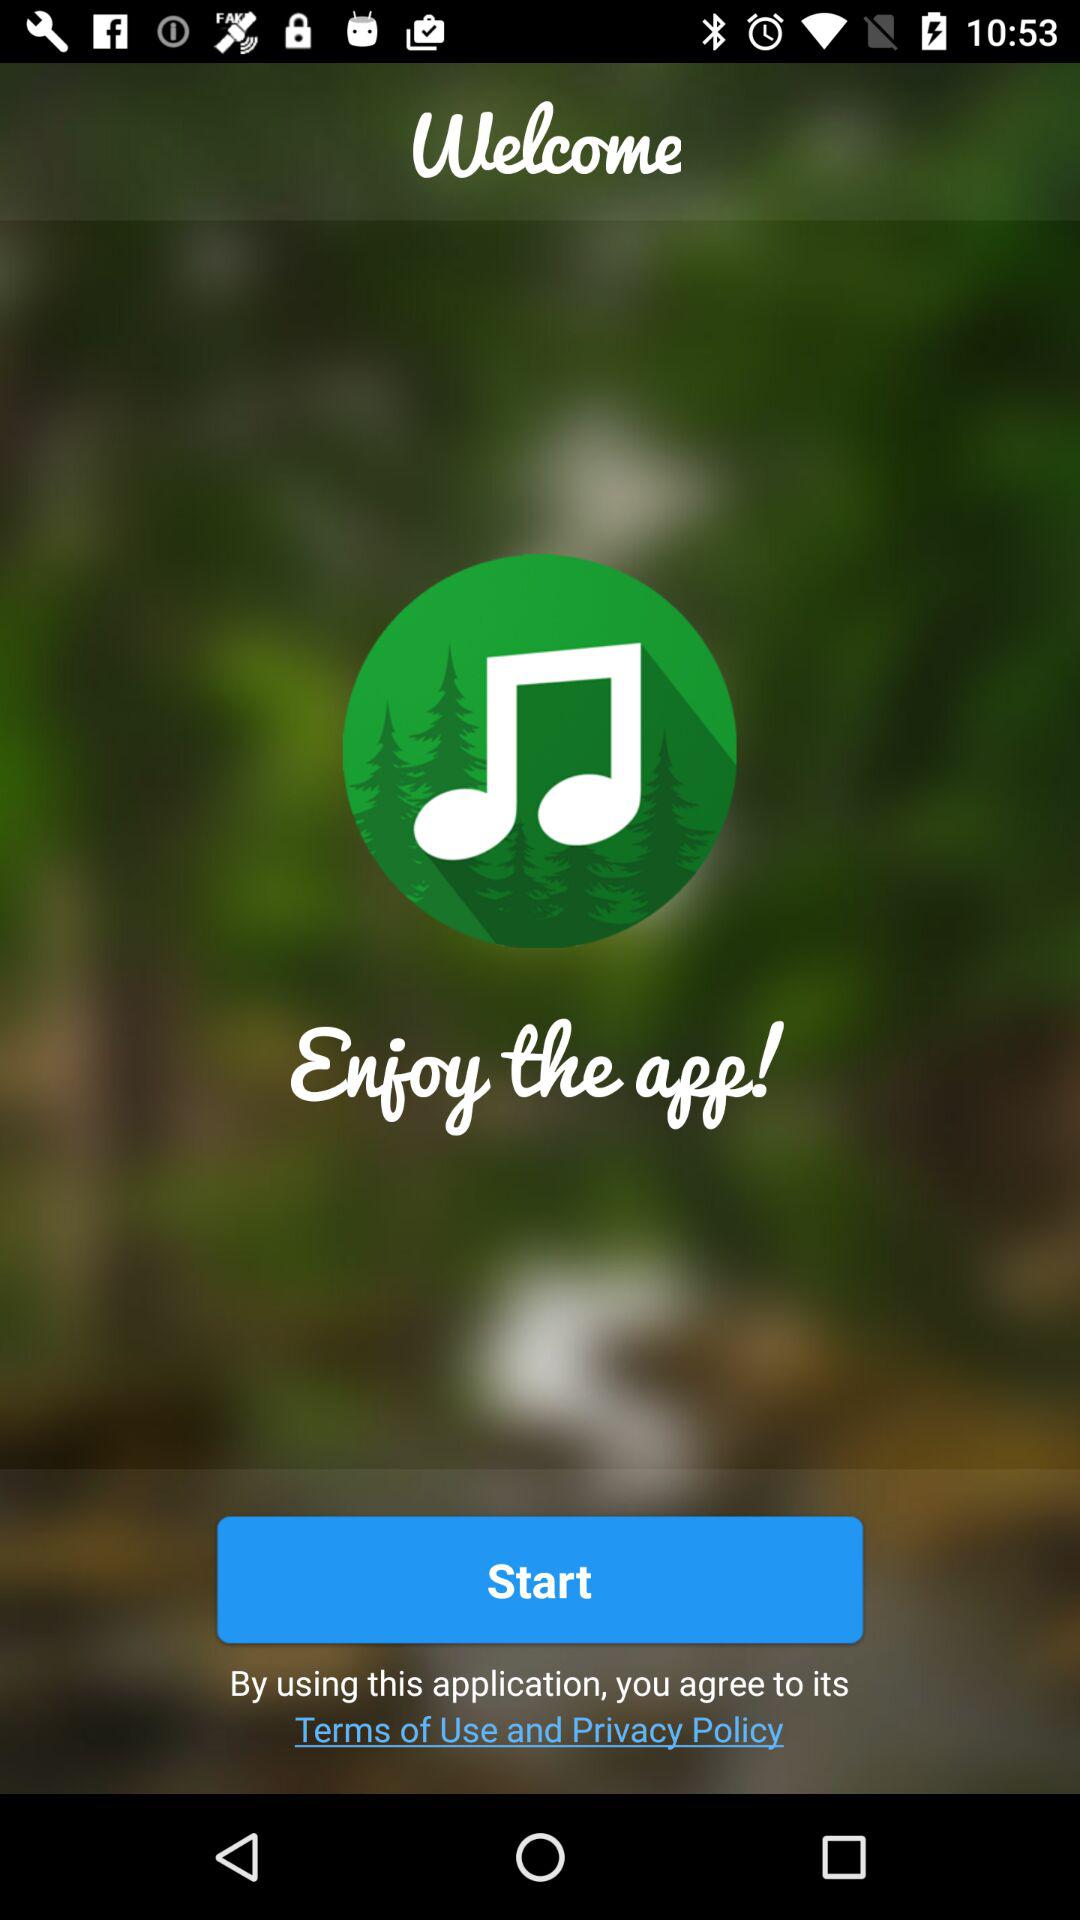 FAKE
10:53
Welcome
Enjoy the app!
Start
By using this application, you agree to its
Terms of Use and Privacy Policy